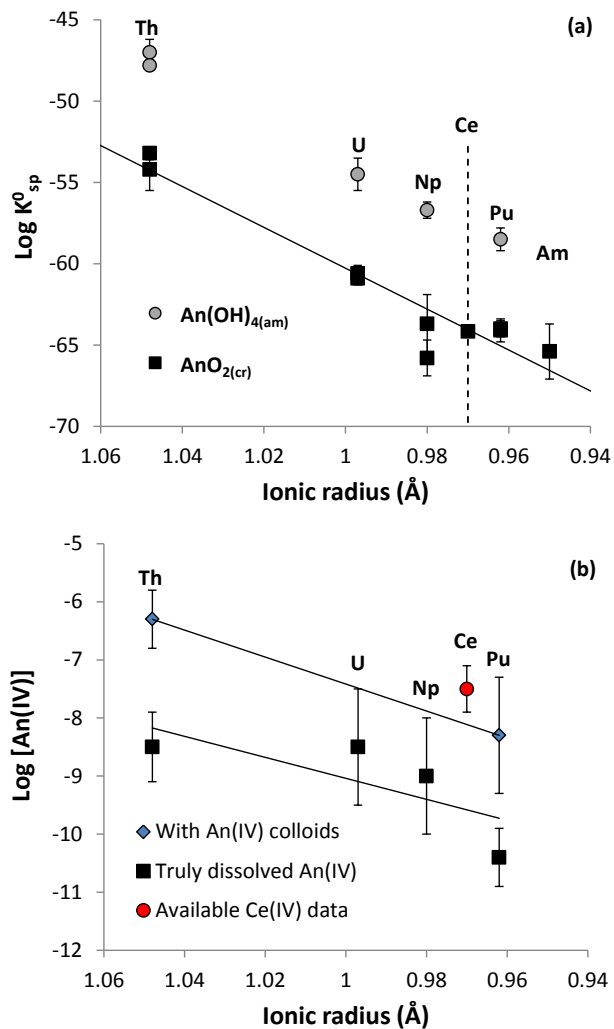 (a)
Th
Ce
U
Np
Pu
Am
-45
-50
-55
-60
-65
-70
Log K⁰sp
An(OH)4(am)
AnO2(cr)
1.06 1.04 1.02 1 0.98 0.96 0.94
Ionic radius (Å)
(b)
Th
Ce
U
Pu
Np
-5
-6
-7
-8
-9
-10
-11
-12
Log [An(IV)]
With An(IV) colloids
Truly dissolved An(IV)
Available Ce(IV) data
1.06 1.04 1.02 1 0.98 0.96 0.94
Ionic radius (Å)